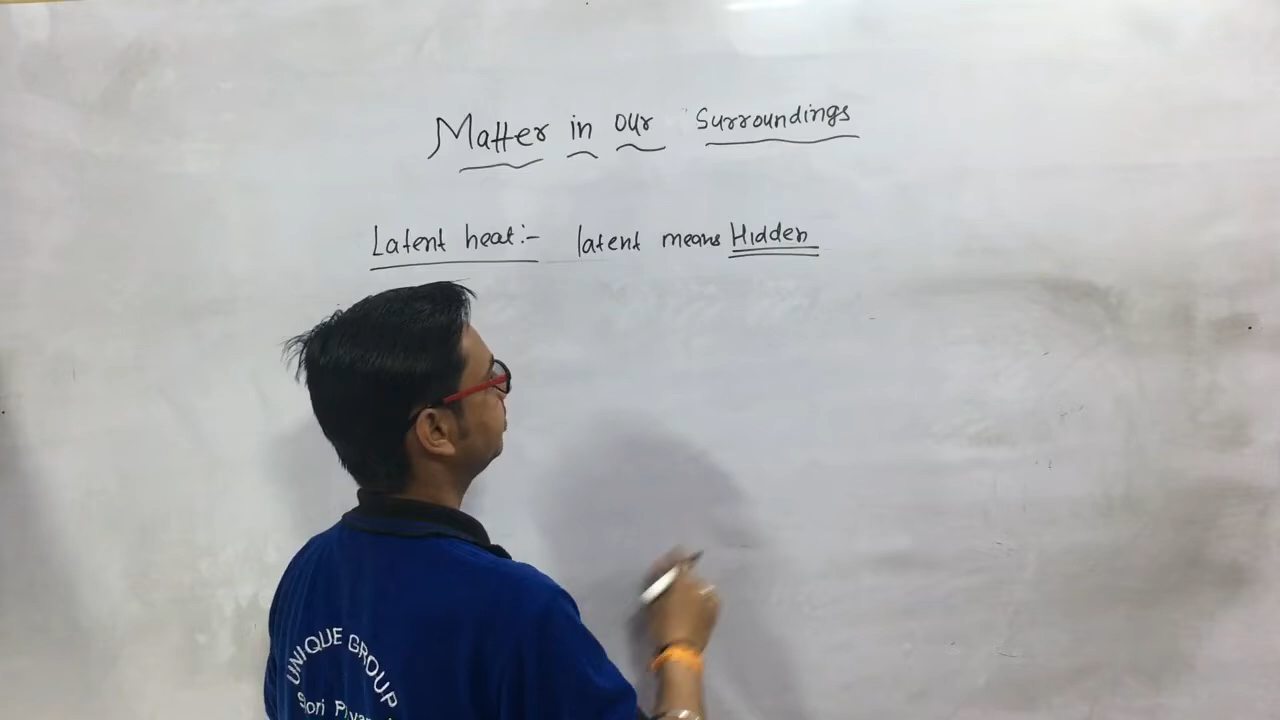 Matter in our Surroundings
Latent heat:- latent means Hidden
UNIQUE GROUP